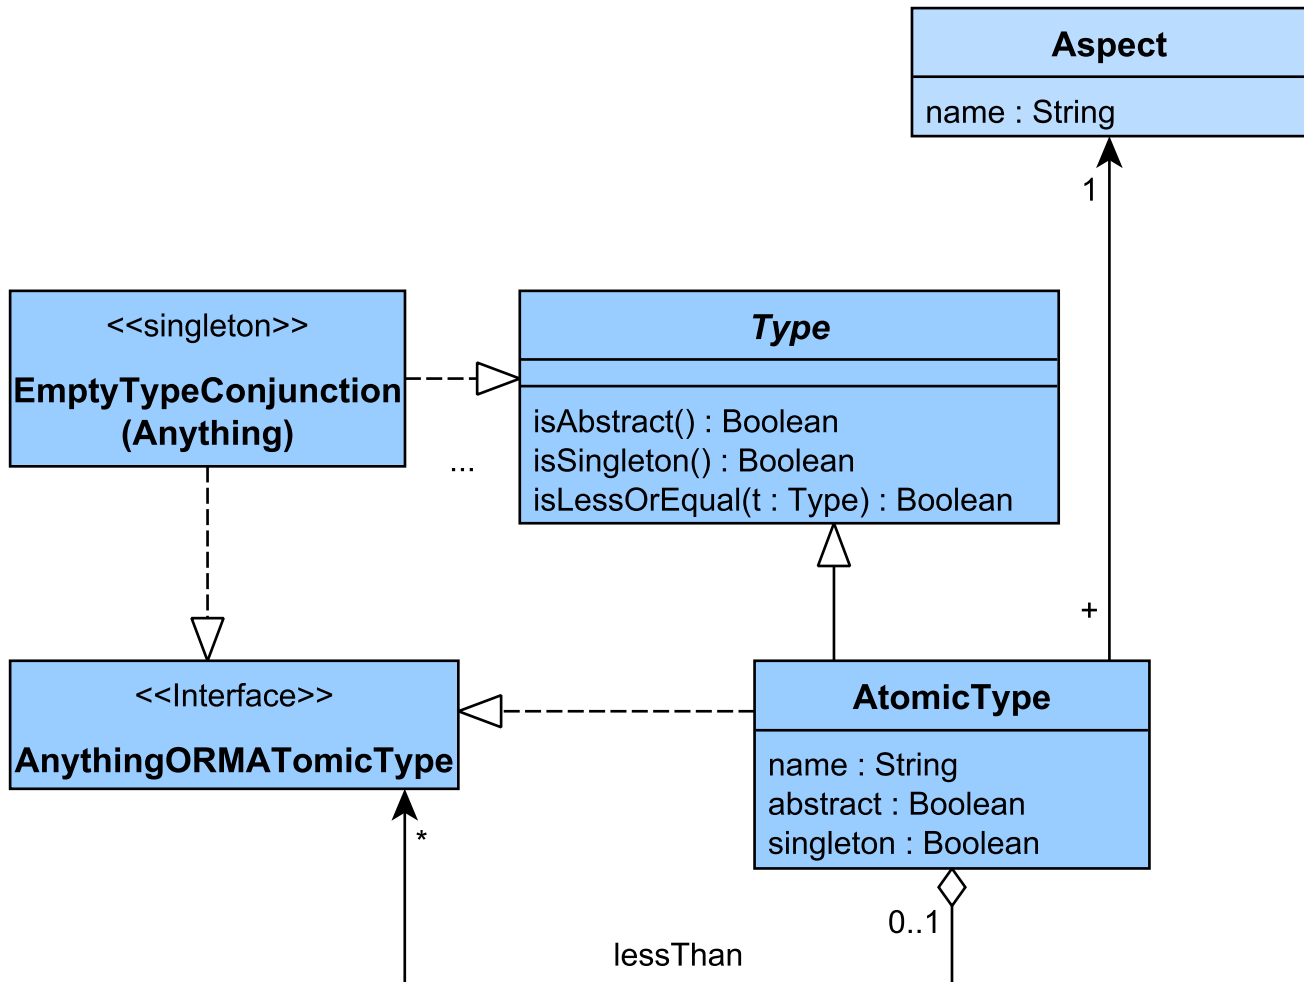 Aspect
name : String
1
<<singleton>>
EmptyTypeConjunction
(Anything)
...
Type
isAbstract() : Boolean
isSingleton() : Boolean
isLessOrEqual(t : Type) : Boolean
+
<<Interface>>
AnythingORMATomicType
*
AtomicType
name : String
abstract : Boolean
singleton : Boolean
0..1
lessThan